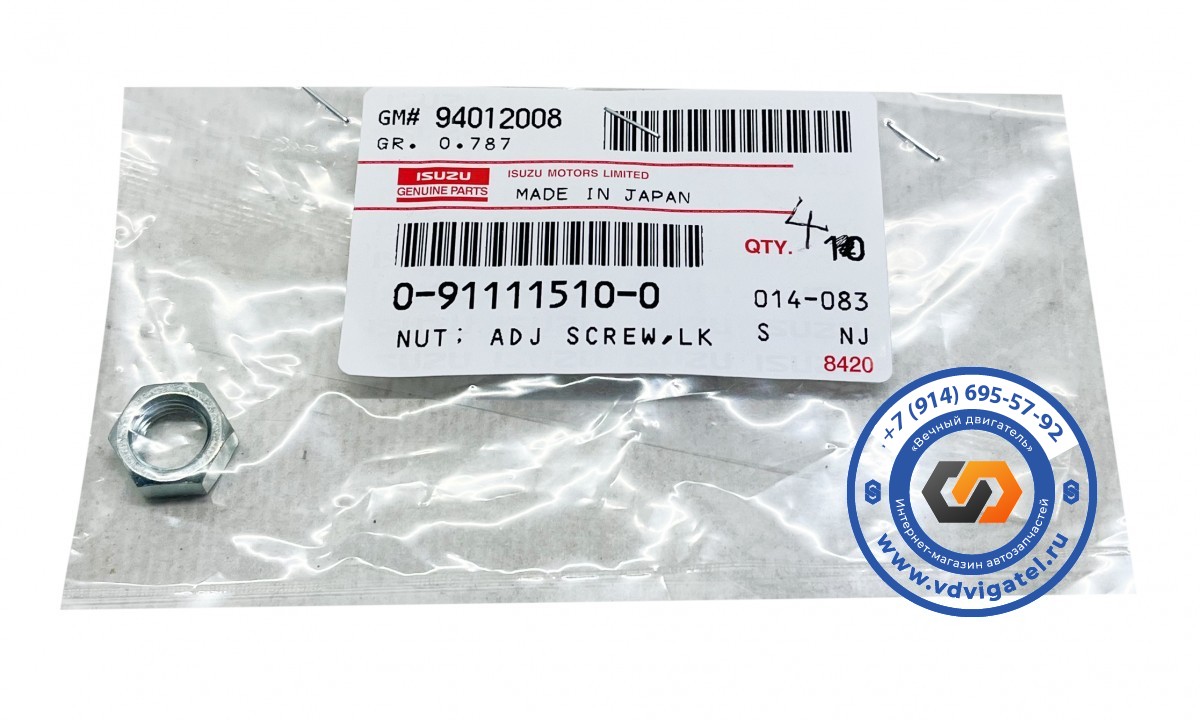 GM# 94012008
GR. 0.787
ISUZU
GENUINE PARTS
ISUZU MOTORS LIMITED
MADE IN JAPAN
QTY. 4 10
0-91111510-0
014-083
NUT; ADJ SCREW,LK
S NJ
8420
+7 (914) 695-57-92
«Вечный двигатель»
Интернет-магазин автозапчастей
www.vdvigatel.ru